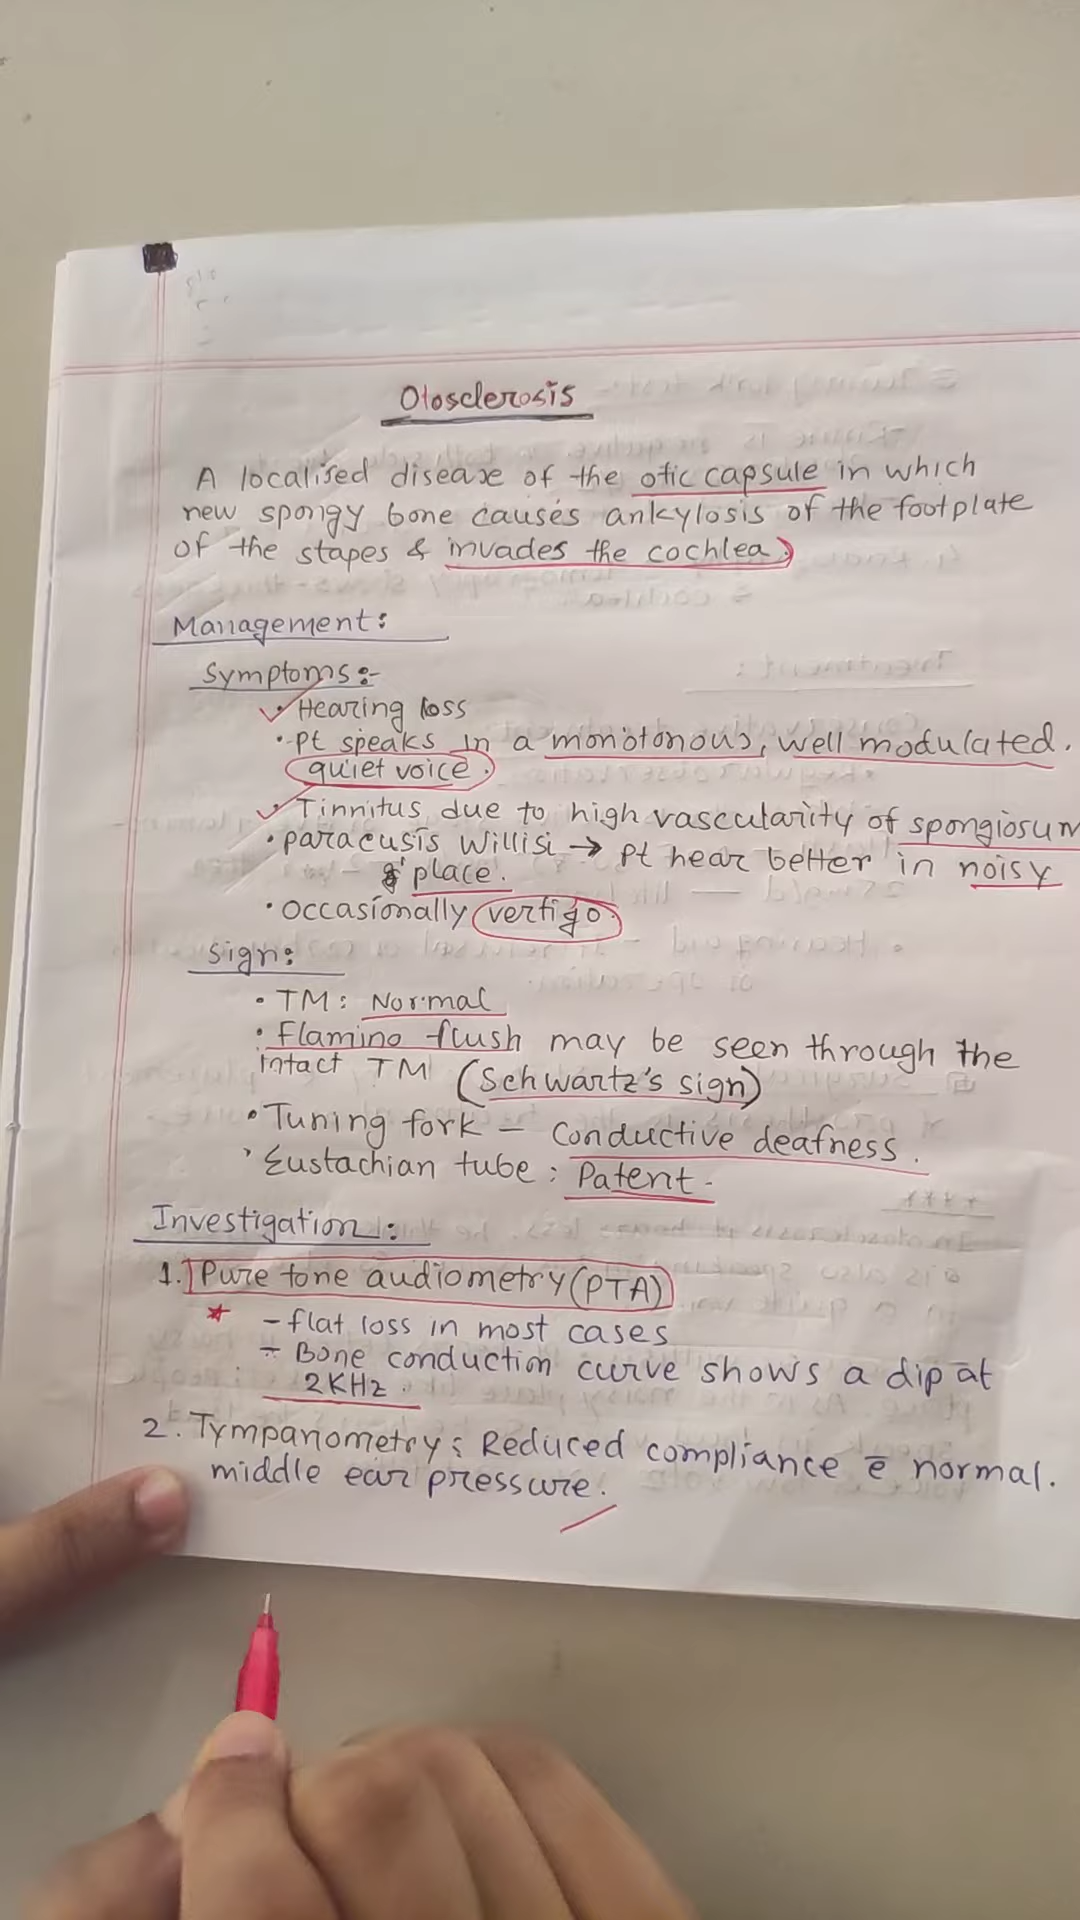 Otosclerosis
A localised disease of the otic capsule in which
new spongy bone causes ankylosis of the footplate
of the stapes & invades the cochlea.
Management:
Symptoms:-
• Hearing loss
• Pt speaks in a monotonous, well modulated.
quiet voice.
• Tinnitus due to high vascularity of spongiosum
• paracusis Willisi → pt hear better in noisy
place.
• Occasionally vertigo.
Sign:
• TM: Normal
• Flamino flush may be seen through the
intact TM (Schwartz's sign)
• Tuning fork - Conductive deafness.
• Eustachian tube: Patent.
Investigation:
1. Pure tone audiometry (PTA)
* - flat loss in most cases
- Bone conduction curve shows a dip at
2KHz.
2. Tympanometry: Reduced compliance c̄ normal.
middle ear pressure.